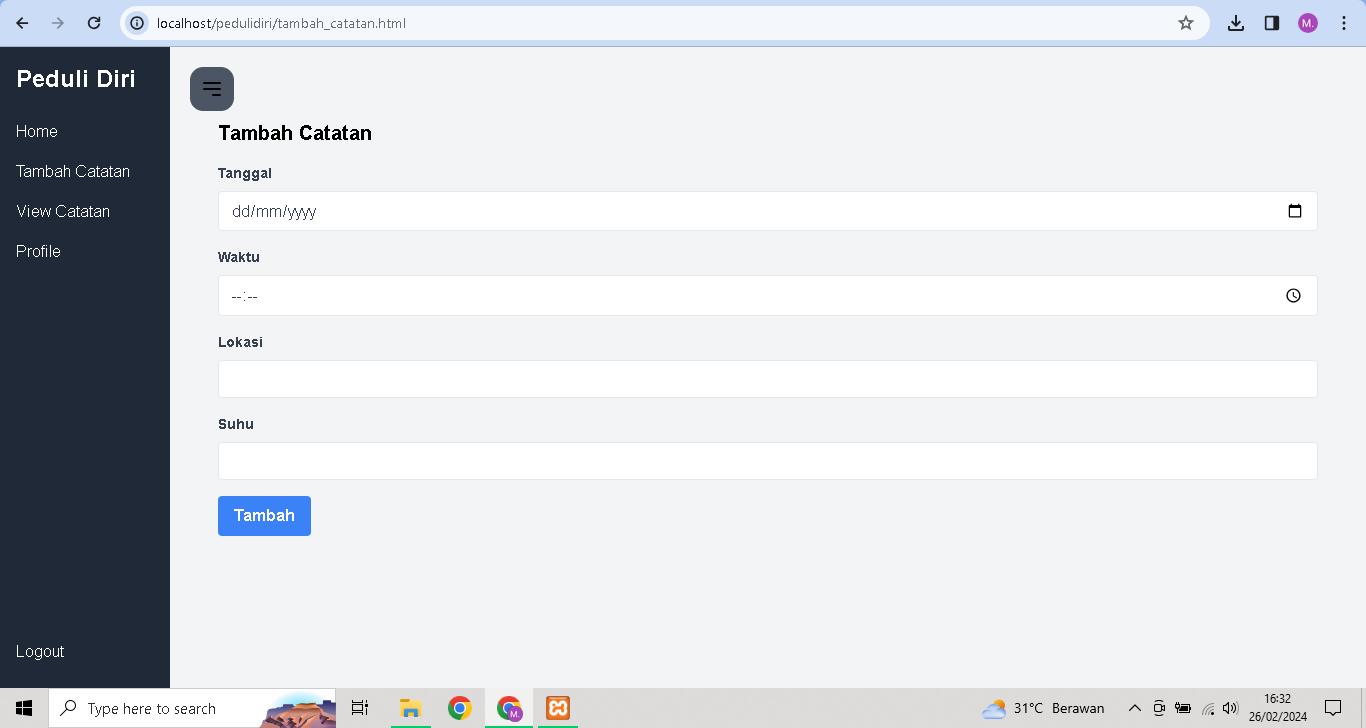 localhost/pedulidiri/tambah_catatan.html
M.
Peduli Diri
Home
Tambah Catatan
View Catatan
Profile
Logout
Tambah Catatan
Tanggal
dd/mm/yyyy
Waktu
--:--
Lokasi
Suhu
Tambah
Type here to search
M.
31°C Berawan
16:32
26/02/2024